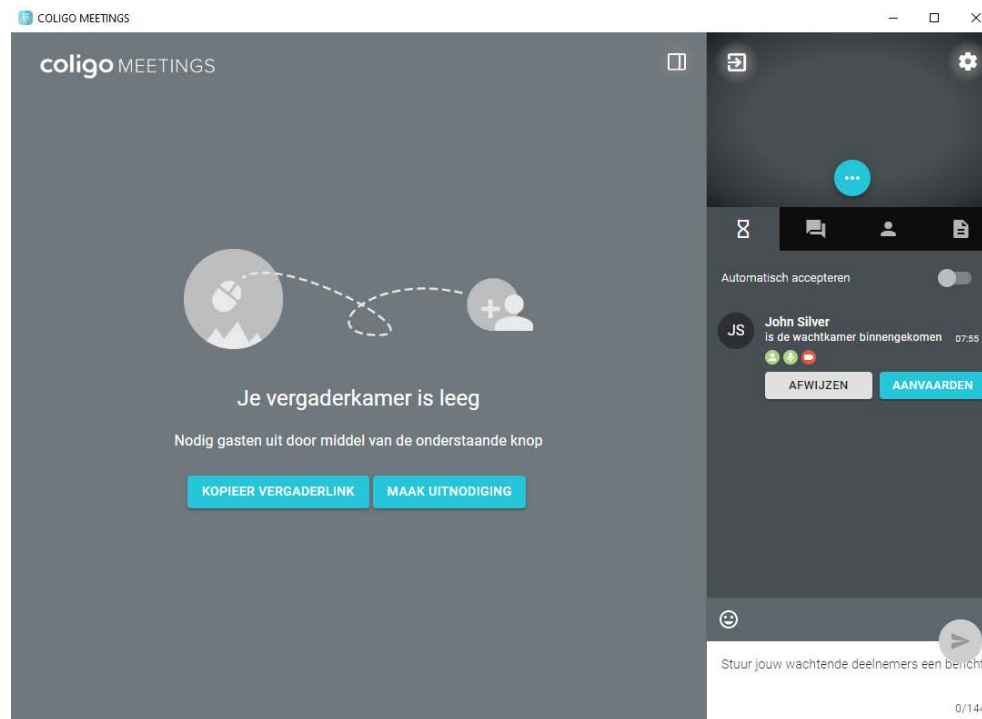 COLIGO MEETINGS
coligo MEETINGS
Je vergaderkamer is leeg
Nodig gasten uit door middel van de onderstaande knop
KOPIEER VERGADERLINK
MAAK UITNODIGING
Automatisch accepteren
JS
John Silver
is de wachtkamer binnengekomen 07:55
AFWIJZEN
AANVAARDEN
Stuur jouw wachtende deelnemers een bericht
0/144